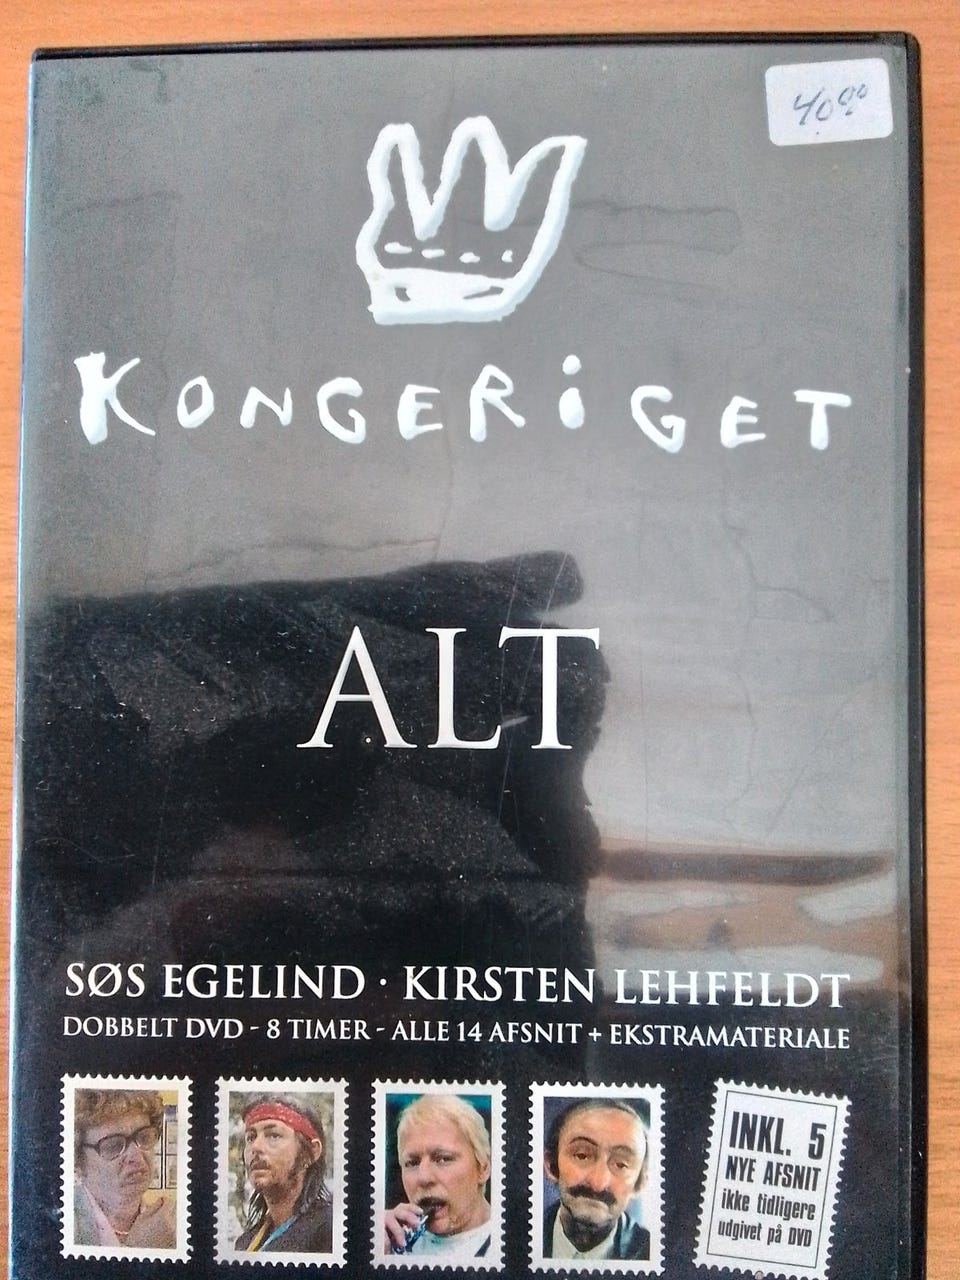 40.00
KONGERiGET
ALT
SØS EGELIND · KIRSTEN LEHFELDT
DOBBELT DVD - 8 TIMER - ALLE 14 AFSNIT + EKSTRAMATERIALE
INKL. 5
NYE AFSNIT
ikke tidligere
udgivet på DVD